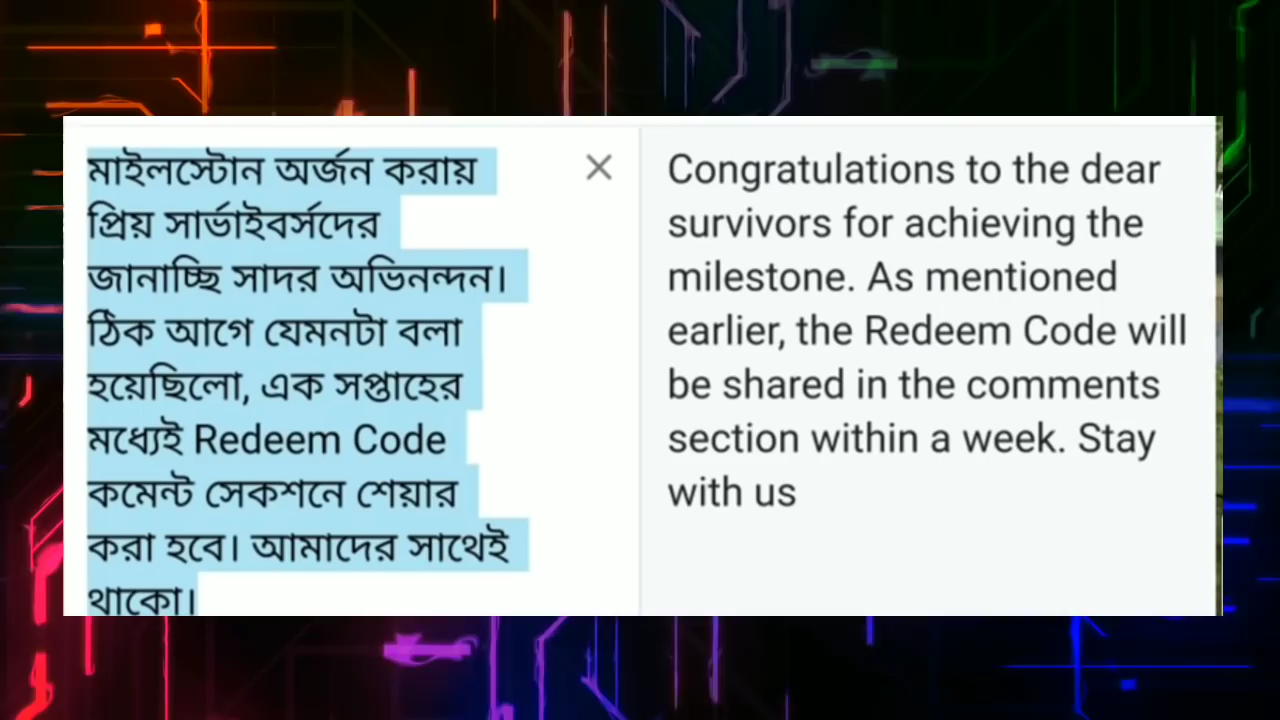 মাইলস্টোন অর্জন করায়
প্রিয় সার্ভাইবর্সদের
জানাচ্ছি সাদর অভিনন্দন।
ঠিক আগে যেমনটা বলা
হয়েছিলো, এক সপ্তাহের
মধ্যেই Redeem Code
কমেন্ট সেকশনে শেয়ার
করা হবে। আমাদের সাথেই
থাকো।
Congratulations to the dear
survivors for achieving the
milestone. As mentioned
earlier, the Redeem Code will
be shared in the comments
section within a week. Stay
with us